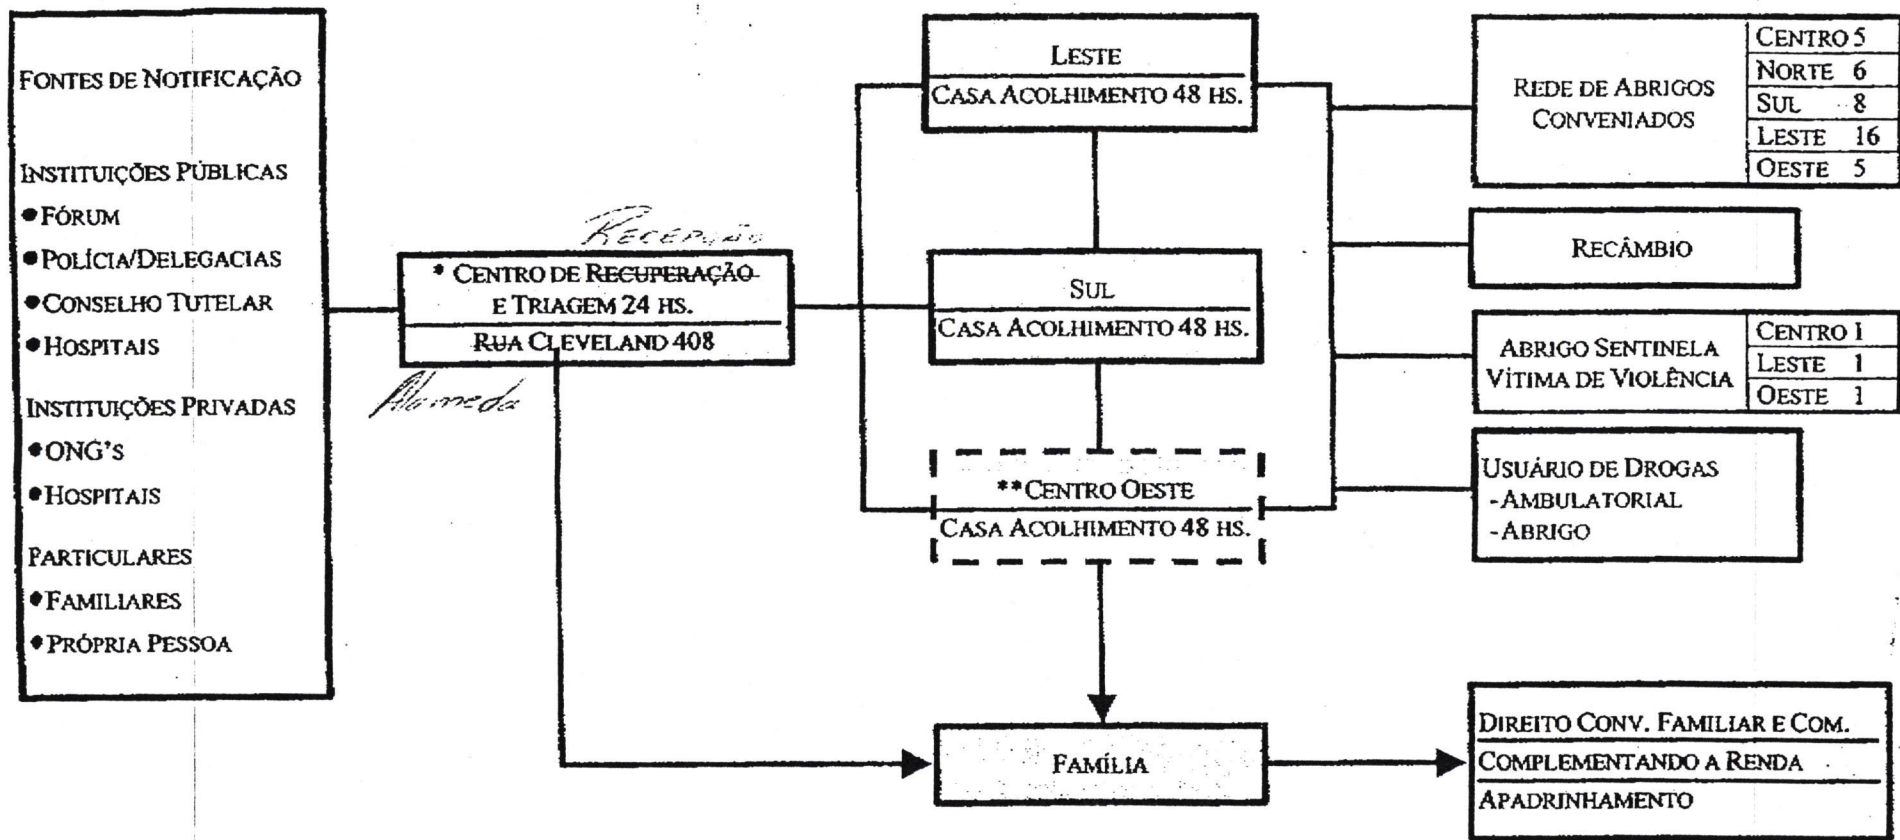 FONTES DE NOTIFICAÇÃO
INSTITUIÇÕES PÚBLICAS
•FÓRUM
•POLÍCIA/DELEGACIAS
•CONSELHO TUTELAR
•HOSPITAIS
INSTITUIÇÕES PRIVADAS
•ONG'S
•HOSPITAIS
PARTICULARES
•FAMILIARES
•PRÓPRIA PESSOA
RECEPÇÃO
* CENTRO DE RECUPERAÇÃO
E TRIAGEM 24 HS.
RUA CLEVELAND 408
Alameda
LESTE
CASA ACOLHIMENTO 48 HS.
SUL
CASA ACOLHIMENTO 48 HS.
**CENTRO OESTE
CASA ACOLHIMENTO 48 HS.
FAMÍLIA
REDE DE ABRIGOS
CONVENIADOS
CENTRO 5
NORTE 6
SUL 8
LESTE 16
OESTE 5
RECÂMBIO
ABRIGO SENTINELA
VÍTIMA DE VIOLÊNCIA
CENTRO 1
LESTE 1
OESTE 1
USUÁRIO DE DROGAS
-AMBULATORIAL
-ABRIGO
DIREITO CONV. FAMILIAR E COM.
COMPLEMENTANDO A RENDA
APADRINHAMENTO